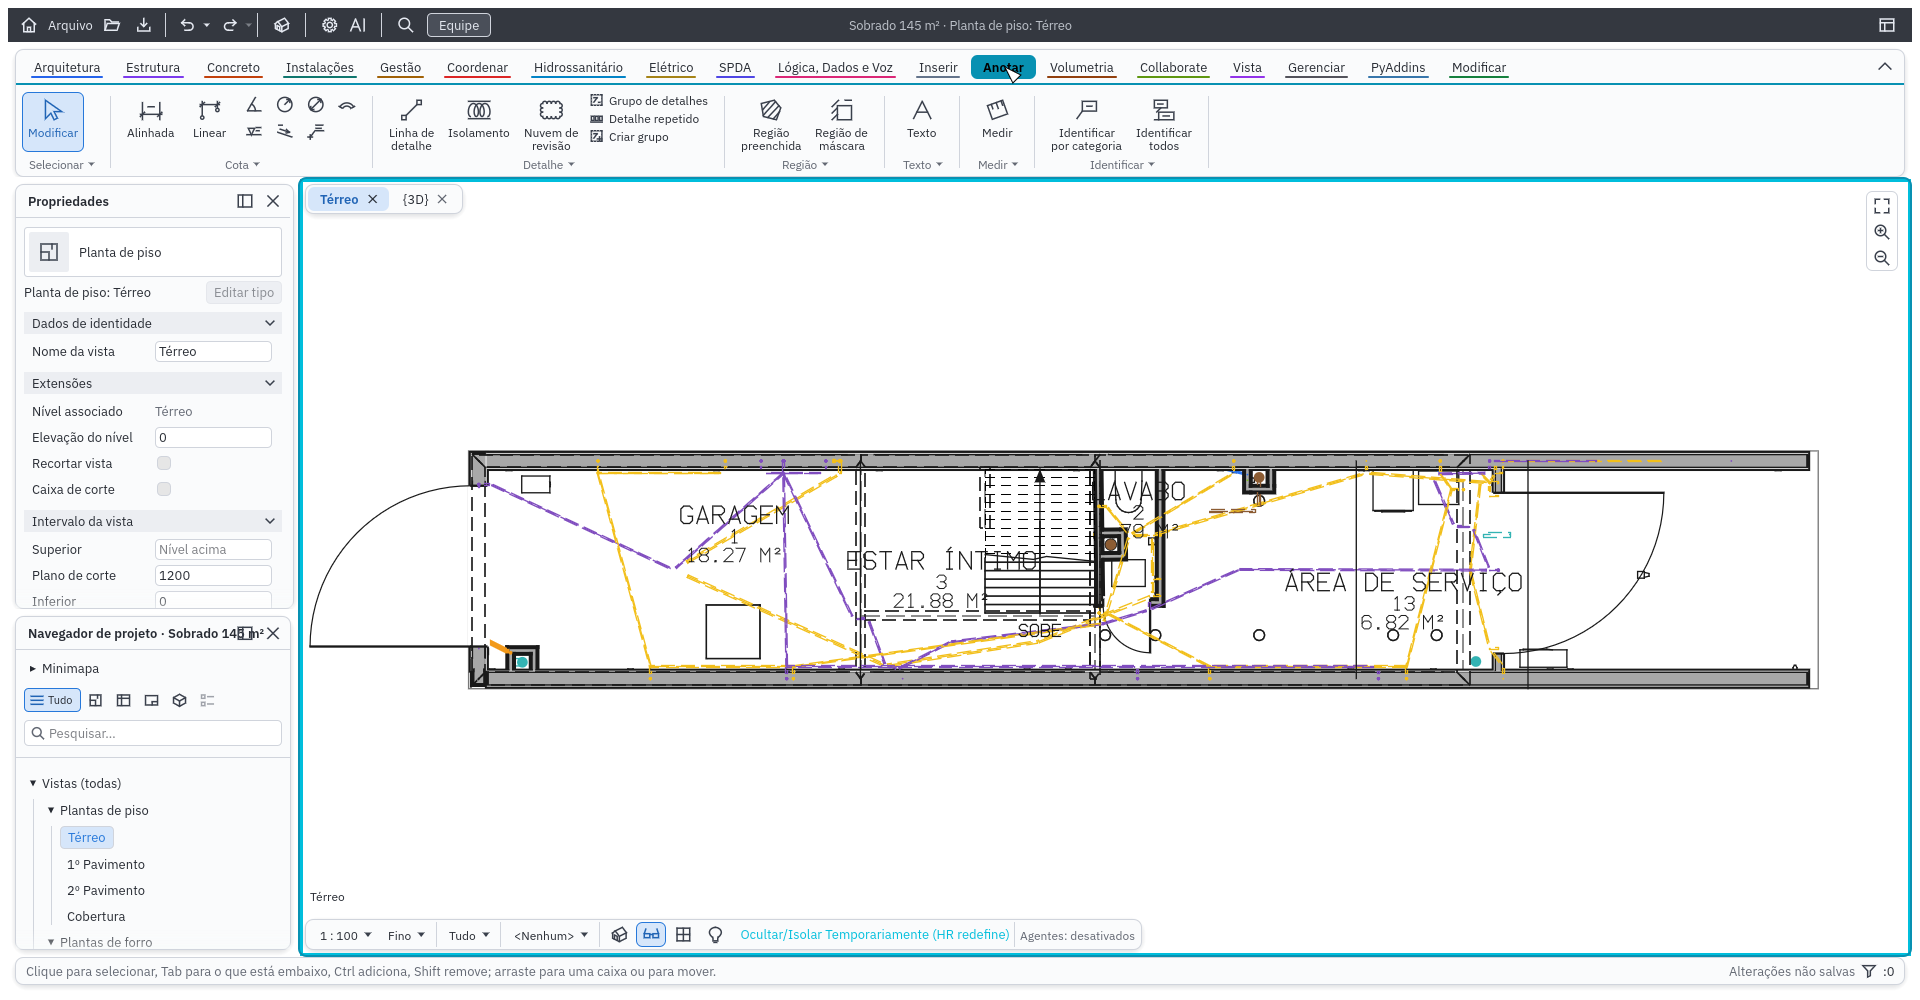 Arquivo
AI
Equipe
Sobrado 145 m² · Planta de piso: Térreo
Arquitetura
Estrutura
Concreto
Instalações
Gestão
Coordenar
Hidrossanitário
Elétrico
SPDA
Lógica, Dados e Voz
Inserir
Anotar
Volumetria
Collaborate
Vista
Gerenciar
PyAddins
Modificar
Modificar
Alinhada
Linear
Linha de
detalhe
Isolamento
Nuvem de
revisão
Grupo de detalhes
Detalhe repetido
Criar grupo
Região
preenchida
Região de
máscara
Texto
Medir
Identificar
por categoria
Identificar
todos
Selecionar
Cota
Detalhe
Região
Texto
Medir
Identificar
Propriedades
Planta de piso
Planta de piso: Térreo
Editar tipo
Dados de identidade
Nome da vista
Térreo
Extensões
Nível associado
Térreo
Elevação do nível
0
Recortar vista
Caixa de corte
Intervalo da vista
Superior
Nível acima
Plano de corte
1200
Inferior
0
Navegador de projeto · Sobrado 145 m²
Minimapa
Tudo
Pesquisar...
Vistas (todas)
Plantas de piso
Térreo
1º Pavimento
2º Pavimento
Cobertura
Plantas de forro
Térreo
{3D}
GARAGEM
1
18.27 M²
ESTAR ÍNTIMO
3
21.88 M²
SOBE
LAVABO
2
ÁREA DE SERVIÇO
13
6.82 M²
Térreo
1 : 100
Fino
Tudo
<Nenhum>
Ocultar/Isolar Temporariamente (HR redefine)
Agentes: desativados
Clique para selecionar, Tab para o que está embaixo, Ctrl adiciona, Shift remove; arraste para uma caixa ou para mover.
Alterações não salvas
:0